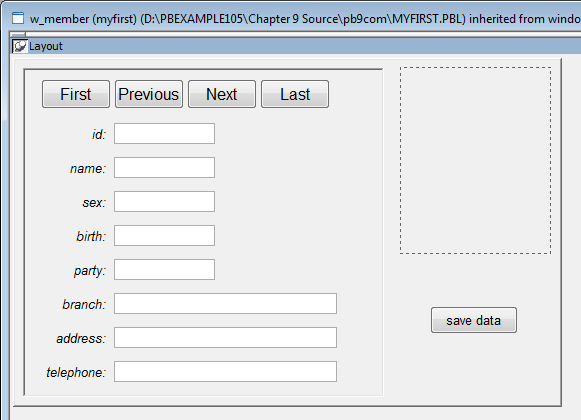 w_member (myfirst) (D:\PBEXAMPLE105\Chapter 9 Source\pb9com\MYFIRST.PBL) inherited from windo
Layout
First Previous Next Last
id:
name:
sex:
birth:
party:
branch:
address:
telephone:
save data